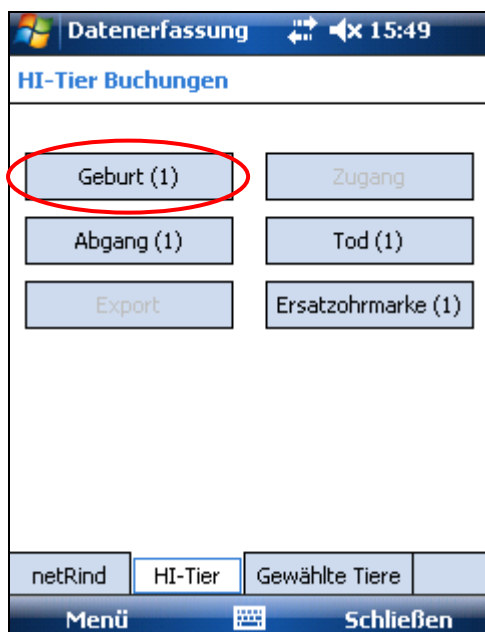 Datenerfassung 15:49
HI-Tier Buchungen
Geburt (1) Zugang
Abgang (1) Tod (1)
Export Ersatzohrmarke (1)
netRind HI-Tier Gewählte Tiere
Menü Schließen